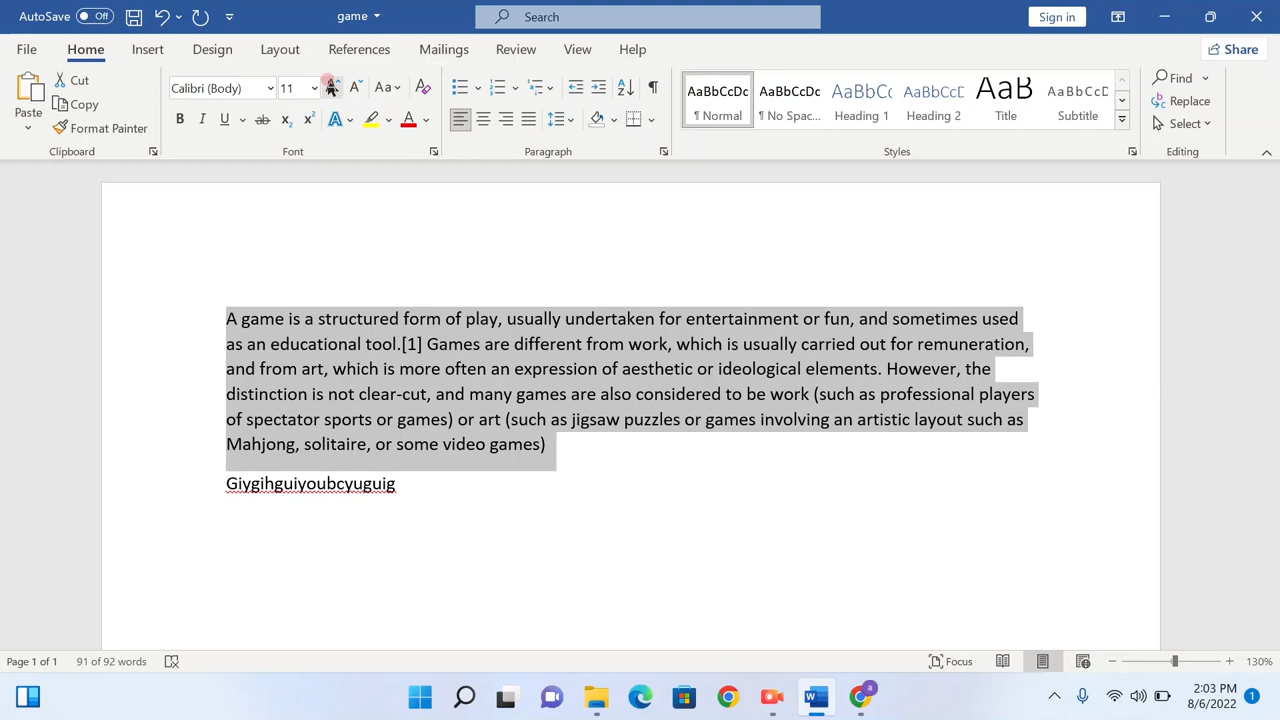 AutoSave Off game Search Sign in
File Home Insert Design Layout References Mailings Review View Help Share
Paste Cut Copy Format Painter Clipboard
Calibri (Body) 11 Aa B I U ab x₂ x² A A Font
Paragraph
AaBbCcDc AaBbCcDc AaBbCc AaBbCcD AaB AaBbCcD
¶ Normal ¶ No Spac... Heading 1 Heading 2 Title Subtitle
Styles
Find Replace Select Editing
A game is a structured form of play, usually undertaken for entertainment or fun, and sometimes used
as an educational tool.[1] Games are different from work, which is usually carried out for remuneration,
and from art, which is more often an expression of aesthetic or ideological elements. However, the
distinction is not clear-cut, and many games are also considered to be work (such as professional players
of spectator sports or games) or art (such as jigsaw puzzles or games involving an artistic layout such as
Mahjong, solitaire, or some video games)
Giygihguiyoubcyuguig
Page 1 of 1 91 of 92 words Focus 130%
2:03 PM
8/6/2022 1